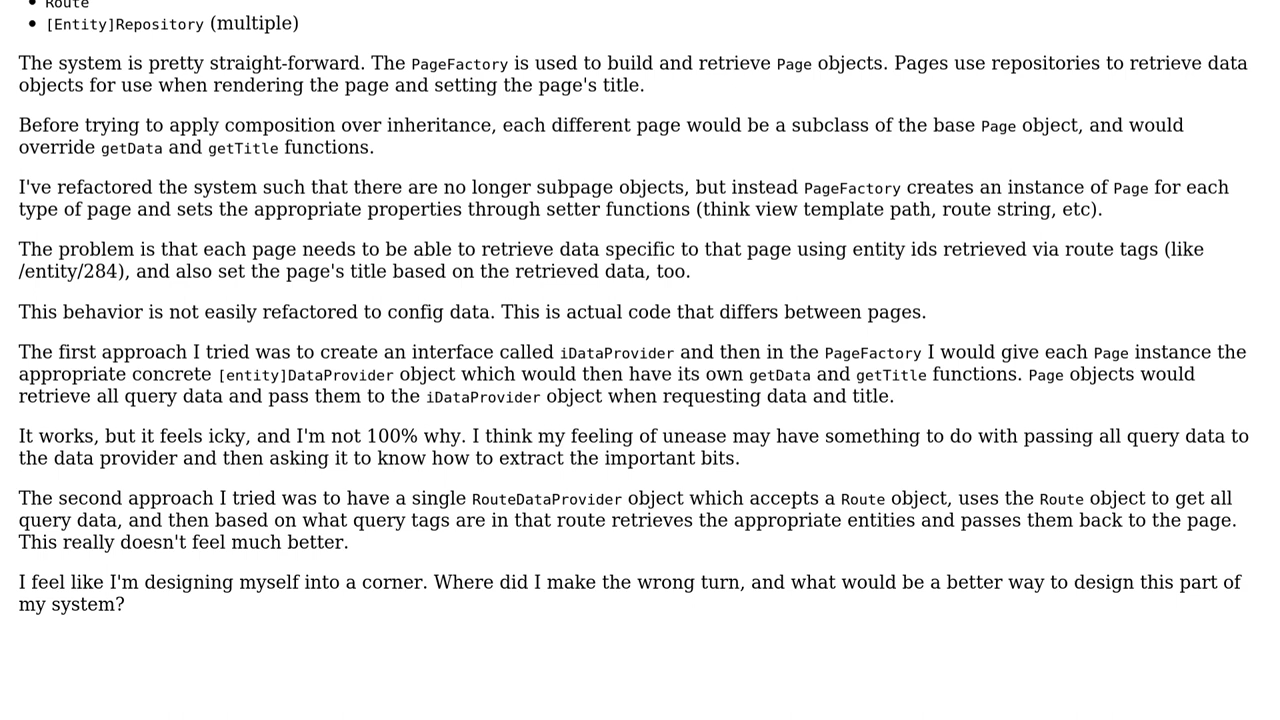 Route
[Entity]Repository (multiple)
The system is pretty straight-forward. The PageFactory is used to build and retrieve Page objects. Pages use repositories to retrieve data
objects for use when rendering the page and setting the page's title.
Before trying to apply composition over inheritance, each different page would be a subclass of the base Page object, and would
override getData and getTitle functions.
I've refactored the system such that there are no longer subpage objects, but instead PageFactory creates an instance of Page for each
type of page and sets the appropriate properties through setter functions (think view template path, route string, etc).
The problem is that each page needs to be able to retrieve data specific to that page using entity ids retrieved via route tags (like
/entity/284), and also set the page's title based on the retrieved data, too.
This behavior is not easily refactored to config data. This is actual code that differs between pages.
The first approach I tried was to create an interface called iDataProvider and then in the PageFactory I would give each Page instance the
appropriate concrete [entity]DataProvider object which would then have its own getData and getTitle functions. Page objects would
retrieve all query data and pass them to the iDataProvider object when requesting data and title.
It works, but it feels icky, and I'm not 100% why. I think my feeling of unease may have something to do with passing all query data to
the data provider and then asking it to know how to extract the important bits.
The second approach I tried was to have a single RouteDataProvider object which accepts a Route object, uses the Route object to get all
query data, and then based on what query tags are in that route retrieves the appropriate entities and passes them back to the page.
This really doesn't feel much better.
I feel like I'm designing myself into a corner. Where did I make the wrong turn, and what would be a better way to design this part of
my system?